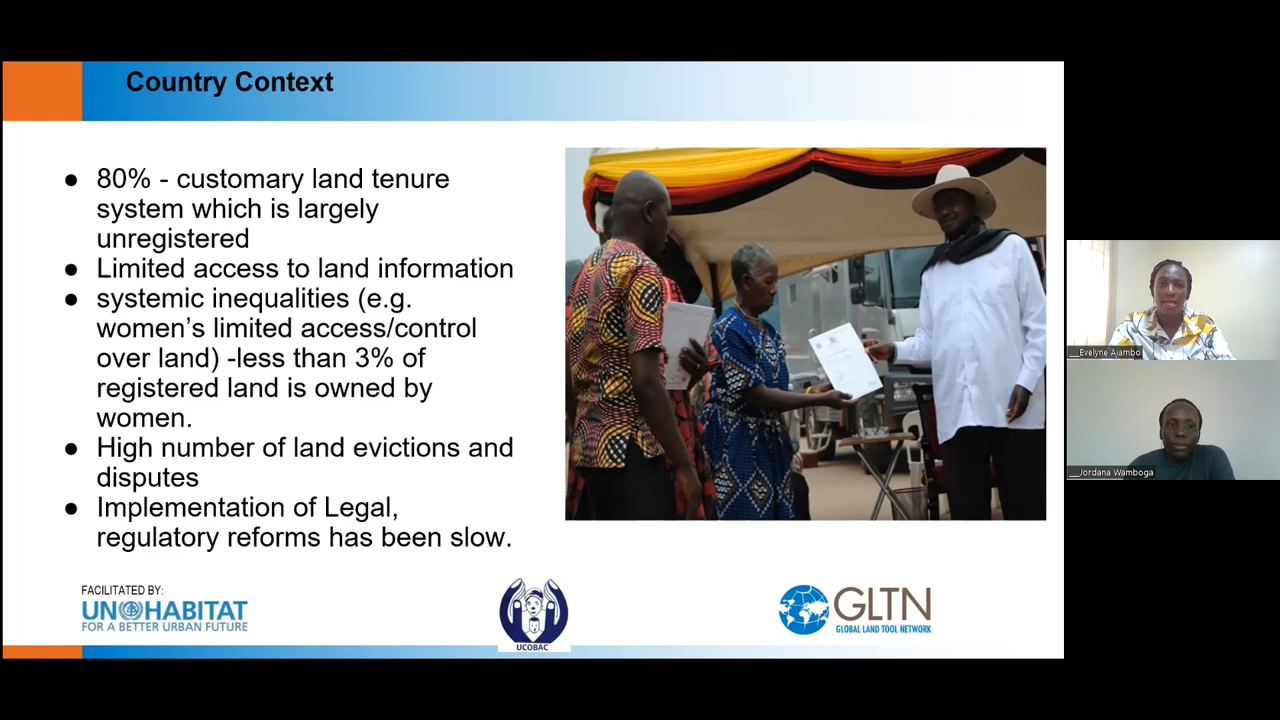 Country Context
● 80% - customary land tenure
system which is largely
unregistered
● Limited access to land information
● systemic inequalities (e.g.
women’s limited access/control
over land) -less than 3% of
registered land is owned by
women.
● High number of land evictions and
disputes
● Implementation of Legal,
regulatory reforms has been slow.
FACILITATED BY:
UN HABITAT
FOR A BETTER URBAN FUTURE
UCOBAC
GLTN
GLOBAL LAND TOOL NETWORK
__Evelyne Ajambo
__Jordana Wamboga